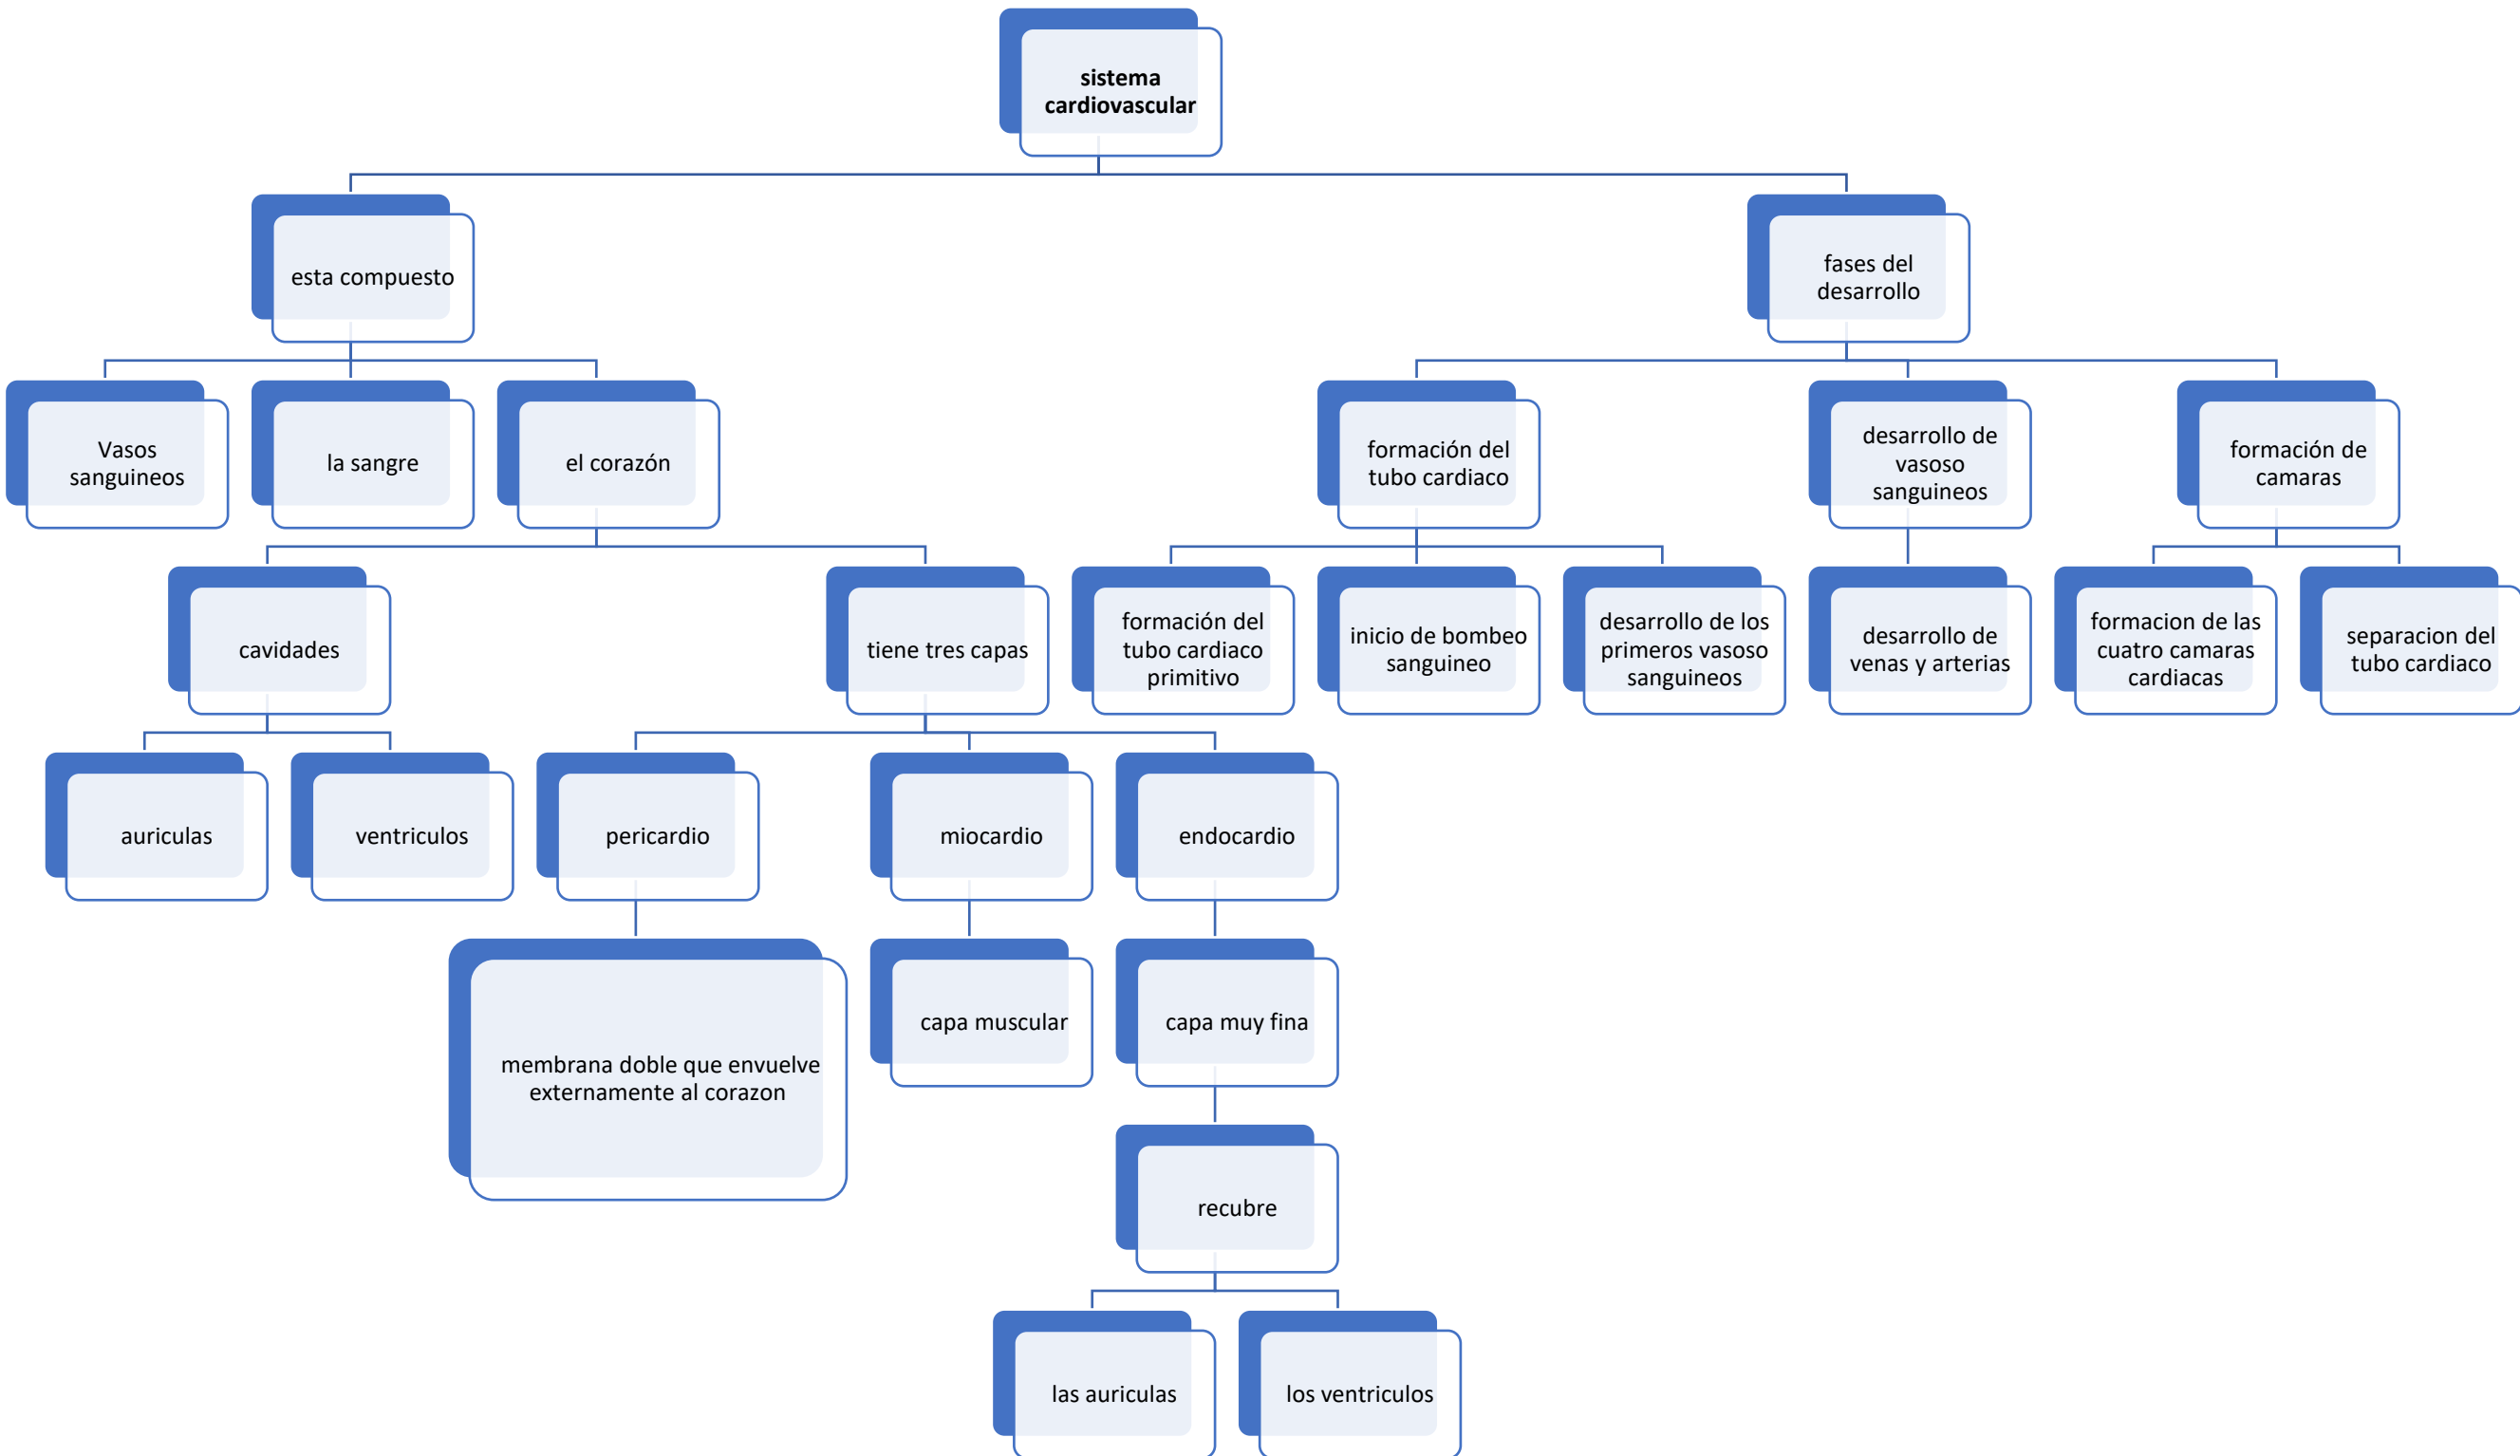 sistema
cardiovascular
esta compuesto
fases del
desarrollo
Vasos
sanguineos
la sangre
el corazón
formación del
tubo cardiaco
desarrollo de
vasoso
sanguineos
formación de
camaras
cavidades
tiene tres capas
formación del
tubo cardiaco
primitivo
inicio de bombeo
sanguineo
desarrollo de los
primeros vasoso
sanguineos
desarrollo de
venas y arterias
formacion de las
cuatro camaras
cardiacas
separacion del
tubo cardiaco
auriculas
ventriculos
pericardio
miocardio
endocardio
membrana doble que envuelve
externamente al corazon
capa muscular
capa muy fina
recubre
las auriculas
los ventriculos